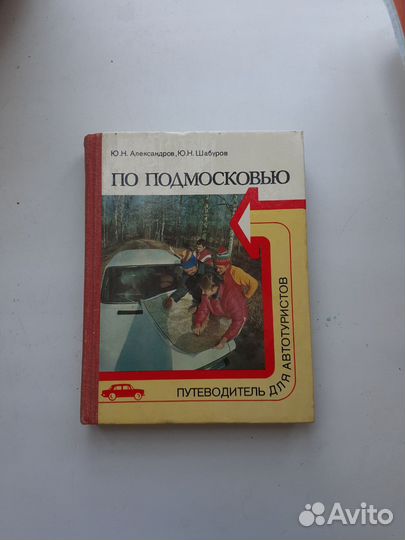 Ю.Н. Александров, Ю.Н. Шабуров
ПО ПОДМОСКОВЬЮ
ПУТЕВОДИТЕЛЬ ДЛЯ АВТОТУРИСТОВ
Avito